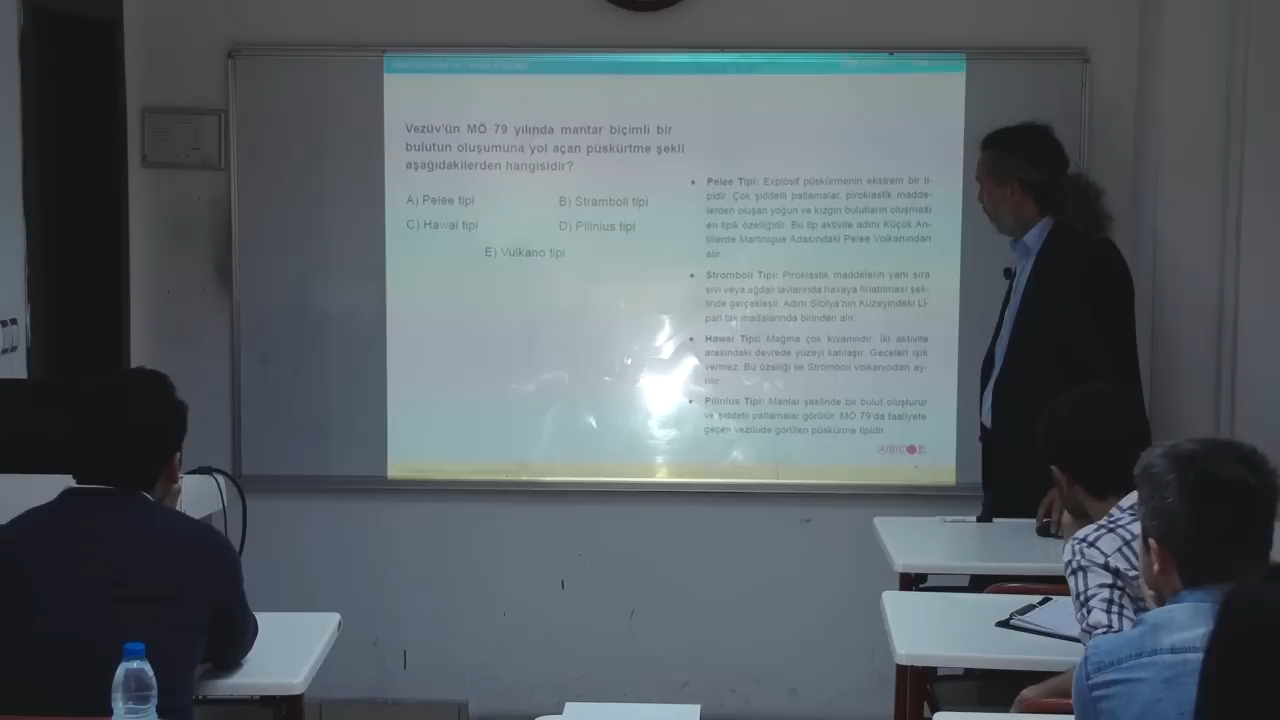 Vezüv'ün MÖ 79 yılında mantar biçimli bir
bulutun oluşumuna yol açan püskürtme şekli
aşağıdakilerden hangisidir?
A) Pelee tipi
B) Stramboli tipi
C) Hawai tipi
D) Pilinius tipi
E) Vulkano tipi
• Pelee Tipi: Explosif püskürmenin ekstrem bir ti-
pidir. Çok şiddetli patlamalar, piroklastik madde-
lerden oluşan yoğun ve kızgın bulutların oluşması
en tipik özelliğidir. Bu tip aktivite adını Küçük An-
tillerde Martinigue Adasındaki Pelee Volkanından
alır.
• Stromboli Tipi: Piroklastik maddelerin yanı sıra
sıvı veya ağdalı lavlarında havaya fırlatılması şek-
linde gerçekleşir. Adını Sicilya'nın Kuzeyindeki Li-
pari takımadalarında birinden alır.
• Hawai Tipi: Mağma çok kıvamlıdır. İki aktivite
arasındaki devrede yüzeyi katılaşır. Geceleri ışık
vermez. Bu özelliği ile Stromboli volkanından ay-
rılır.
• Pilinius Tipi: Mantar şeklinde bir bulut oluşturur
ve şiddetli patlamalar görülür. MÖ 79'da faaliyete
geçen vezüude görülen püskürme tipidir.